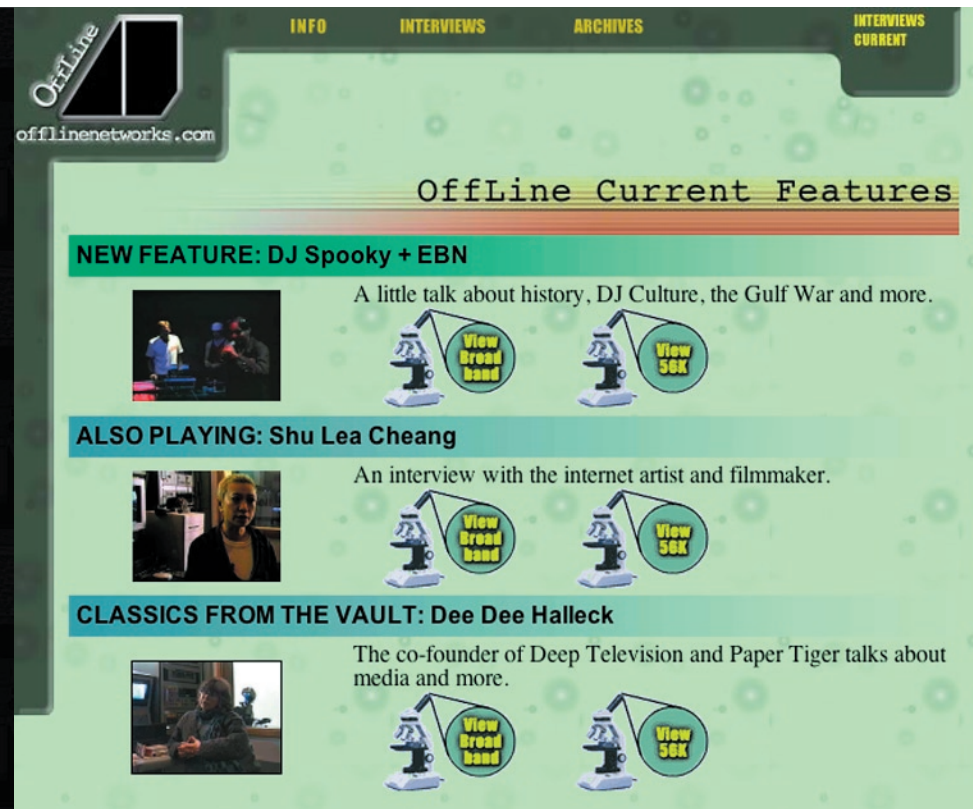 INFO
INTERVIEWS
ARCHIVES
INTERVIEWS
CURRENT
OffLine
offlinenetworks.com
OffLine Current Features
NEW FEATURE: DJ Spooky + EBN
A little talk about history, DJ Culture, the Gulf War and more.
View
Broad
band
View
56K
ALSO PLAYING: Shu Lea Cheang
An interview with the internet artist and filmmaker.
View
Broad
band
View
56K
CLASSICS FROM THE VAULT: Dee Dee Halleck
The co-founder of Deep Television and Paper Tiger talks about
media and more.
View
Broad
band
View
56K